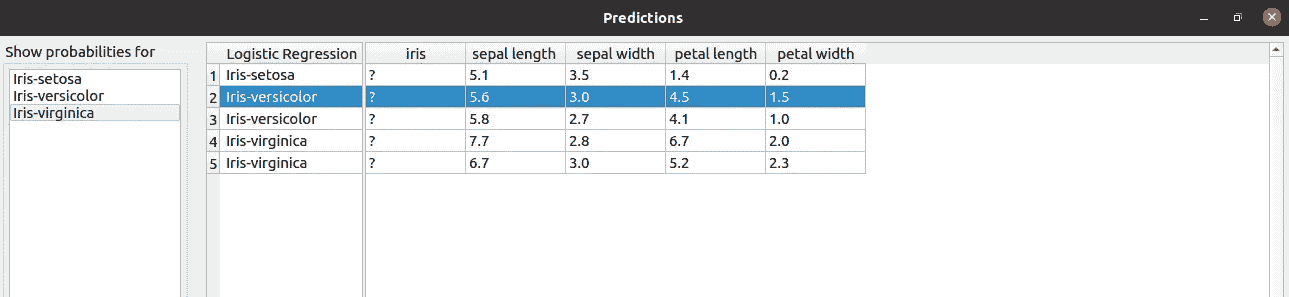 Predictions
Show probabilities for
Iris-setosa
Iris-versicolor
Iris-virginica
Logistic Regression iris sepal length sepal width petal length petal width
1 Iris-setosa ? 5.1 3.5 1.4 0.2
2 Iris-versicolor ? 5.6 3.0 4.5 1.5
3 Iris-versicolor ? 5.8 2.7 4.1 1.0
4 Iris-virginica ? 7.7 2.8 6.7 2.0
5 Iris-virginica ? 6.7 3.0 5.2 2.3